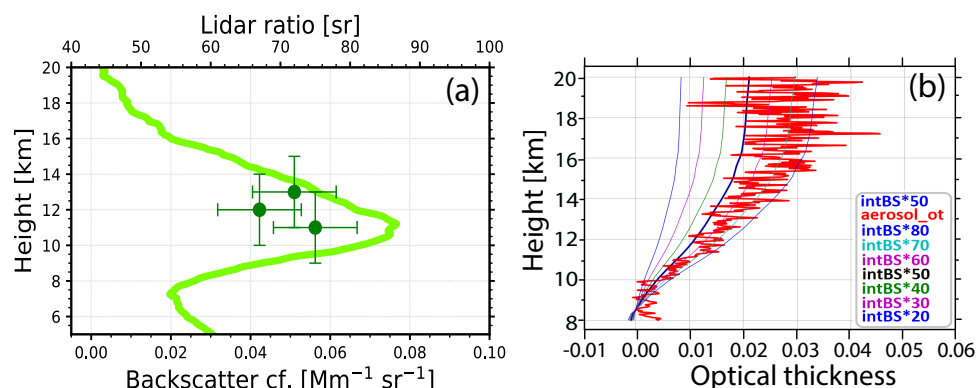 Lidar ratio [sr]
40 50 60 70 80 90 100
(a)
20
18
16
14
12
10
8
6
Height [km]
0.00 0.02 0.04 0.06 0.08 0.10
Backscatter cf. [Mm⁻¹ sr⁻¹]
(b)
20
18
16
14
12
10
8
Height [km]
intBS*50
aerosol_ot
intBS*80
intBS*70
intBS*60
intBS*50
intBS*40
intBS*30
intBS*20
-0.01 0.00 0.01 0.02 0.03 0.04 0.05 0.06
Optical thickness